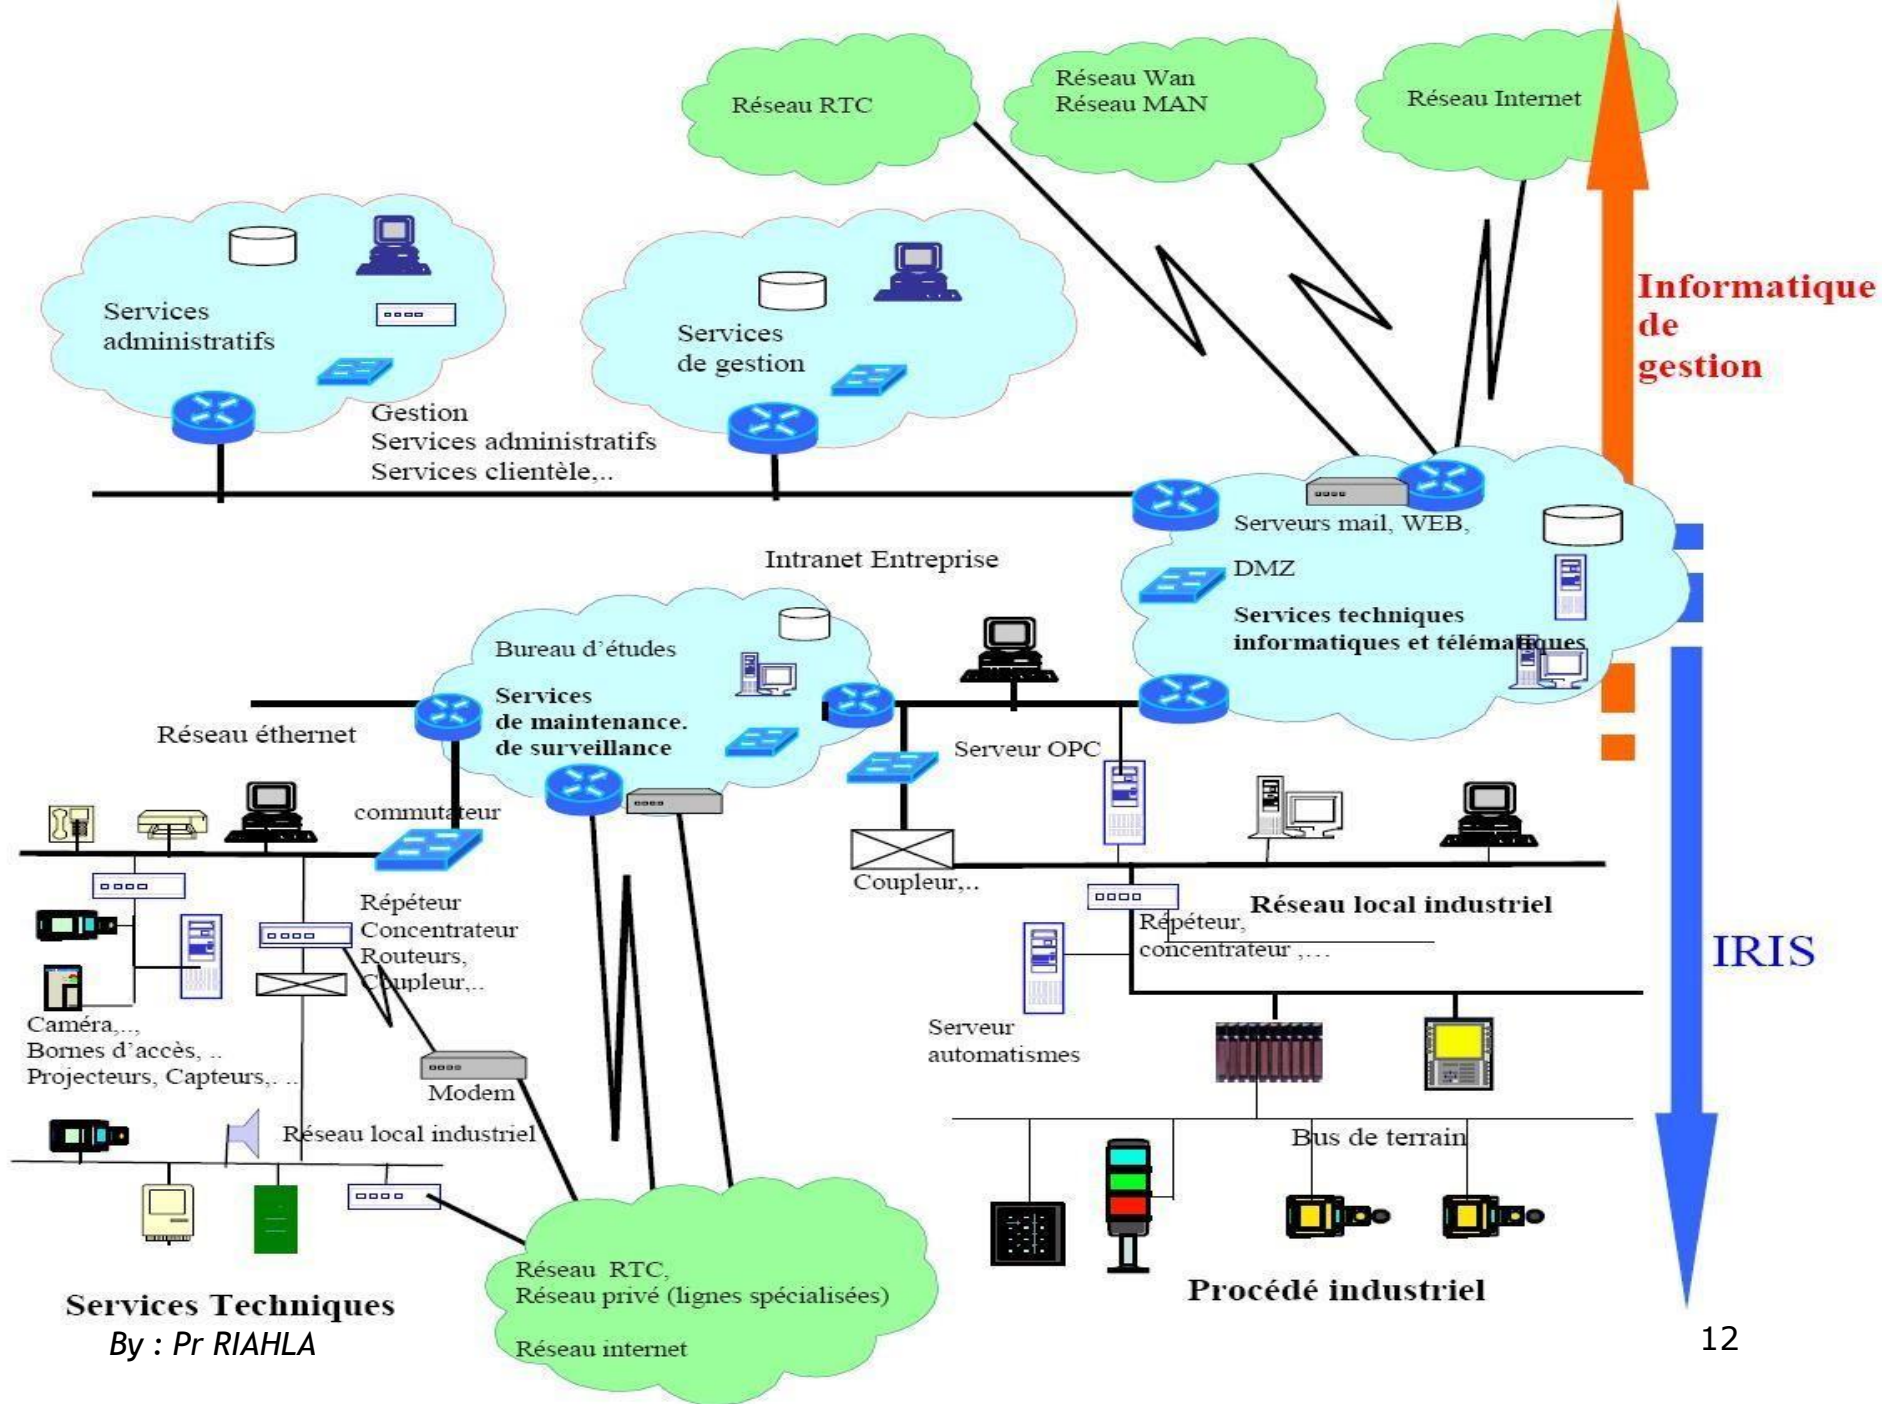 Réseau RTC
Réseau Wan
Réseau MAN
Réseau Internet
Informatique
de
gestion
Services
administratifs
Services
de gestion
Gestion
Services administratifs
Services clientèle,..
Serveurs mail, WEB,
DMZ
Services techniques
informatiques et télématiques
Intranet Entreprise
Bureau d'études
Services
de maintenance.
de surveillance
Réseau éthernet
Serveur OPC
commutateur
Coupleur,..
Répéteur
Concentrateur
Routeurs,
Coupleur,..
Réseau local industriel
Répéteur,
concentrateur ,...
IRIS
Caméra,..,
Bornes d'accès, ..
Projecteurs, Capteurs,. ..
Serveur
automatismes
Modem
Réseau local industriel
Bus de terrain
Réseau RTC,
Réseau privé (lignes spécialisées)
Réseau internet
Procédé industriel
Services Techniques
By : Pr RIAHLA
12